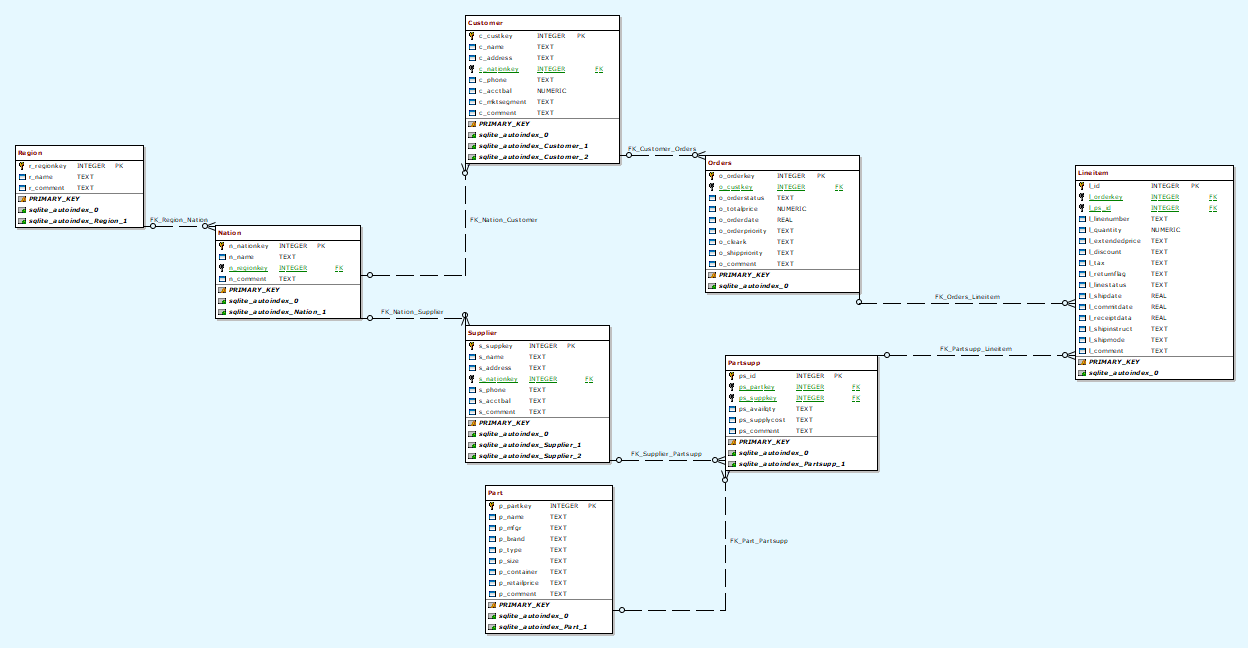 Customer
c_custkey INTEGER PK
c_name TEXT
c_address TEXT
c_nationkey INTEGER FK
c_phone TEXT
c_acctbal NUMERIC
c_mktsegment TEXT
c_comment TEXT
PRIMARY_KEY
sqlite_autoindex_0
sqlite_autoindex_Customer_1
sqlite_autoindex_Customer_2
Region
r_regionkey INTEGER PK
r_name TEXT
r_comment TEXT
PRIMARY_KEY
sqlite_autoindex_0
sqlite_autoindex_Region_1
FK_Region_Nation
Nation
n_nationkey INTEGER PK
n_name TEXT
n_regionkey INTEGER FK
n_comment TEXT
PRIMARY_KEY
sqlite_autoindex_0
sqlite_autoindex_Nation_1
FK_Nation_Customer
FK_Nation_Supplier
FK_Customer_Orders
Orders
o_orderkey INTEGER PK
o_custkey INTEGER FK
o_orderstatus TEXT
o_totalprice NUMERIC
o_orderdate REAL
o_orderpriority TEXT
o_cleark TEXT
o_shippriority TEXT
o_comment TEXT
PRIMARY_KEY
sqlite_autoindex_0
FK_Orders_Lineitem
Lineitem
l_id INTEGER PK
l_orderkey INTEGER FK
l_ps_id INTEGER FK
l_linenumber TEXT
l_quantity NUMERIC
l_extendedprice TEXT
l_discount TEXT
l_tax TEXT
l_returnflag TEXT
l_linestatus TEXT
l_shipdate REAL
l_commitdate REAL
l_receiptdata REAL
l_shipinstruct TEXT
l_shipmode TEXT
l_comment TEXT
PRIMARY_KEY
sqlite_autoindex_0
FK_Partsupp_Lineitem
Supplier
s_suppkey INTEGER PK
s_name TEXT
s_address TEXT
s_nationkey INTEGER FK
s_phone TEXT
s_acctbal TEXT
s_comment TEXT
PRIMARY_KEY
sqlite_autoindex_0
sqlite_autoindex_Supplier_1
sqlite_autoindex_Supplier_2
FK_Supplier_Partsupp
Partsupp
ps_id INTEGER PK
ps_partkey INTEGER FK
ps_suppkey INTEGER FK
ps_availqty TEXT
ps_supplycost TEXT
ps_comment TEXT
PRIMARY_KEY
sqlite_autoindex_0
sqlite_autoindex_Partsupp_1
FK_Part_Partsupp
Part
p_partkey INTEGER PK
p_name TEXT
p_mfgr TEXT
p_brand TEXT
p_type TEXT
p_size TEXT
p_container TEXT
p_retailprice TEXT
p_comment TEXT
PRIMARY_KEY
sqlite_autoindex_0
sqlite_autoindex_Part_1